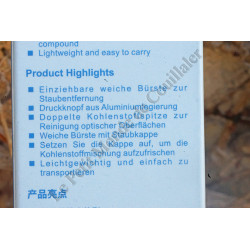 compound
■ Lightweight and easy to carry
Product Highlights
■ Einziehbare weiche Bürste zur
Staubentfernung
■ Druckknopf aus Aluminiumlegierung
■ Doppelte Kohlenstoffspitze zur
Reinigung optischer Oberflächen
■ Weiche Bürste mit Staubkappe
■ Setzen Sie die Kappe auf, um die
Kohlenstoffmischung aufzufrischen
■ Leichtgewichtig und einfach zu
transportieren
产品亮点